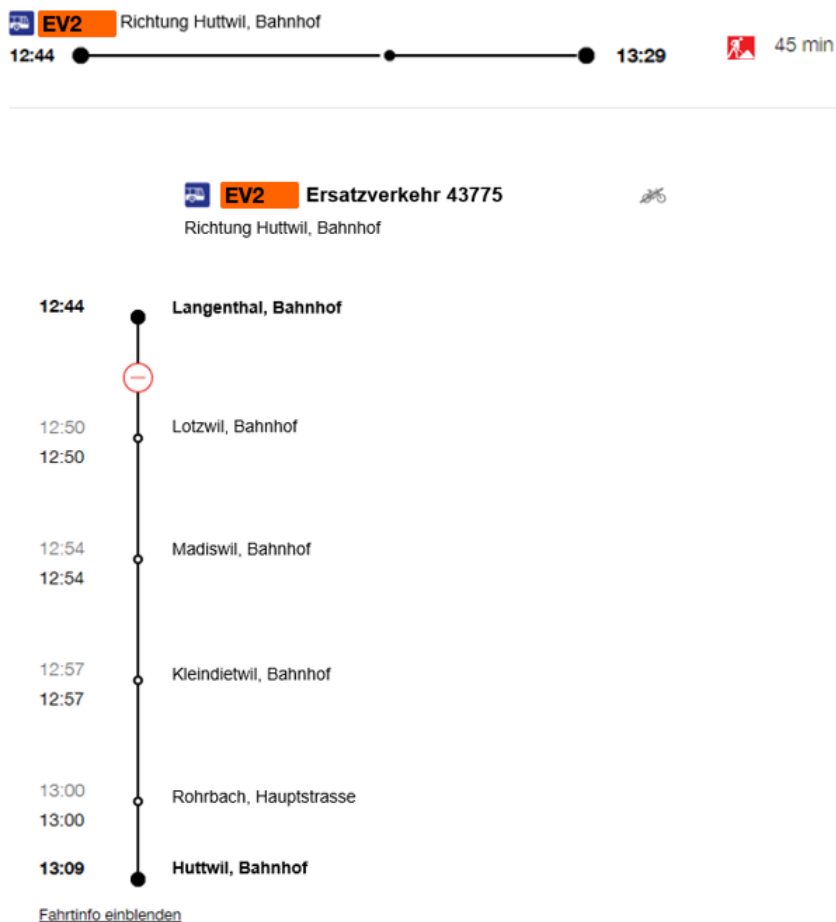 EV2 Richtung Huttwil, Bahnhof
12:44 13:29 45 min
EV2 Ersatzverkehr 43775
Richtung Huttwil, Bahnhof
12:44 Langenthal, Bahnhof
12:50 Lotzwil, Bahnhof
12:50
12:54 Madiswil, Bahnhof
12:54
12:57 Kleindietwil, Bahnhof
12:57
13:00 Rohrbach, Hauptstrasse
13:00
13:09 Huttwil, Bahnhof
Fahrtinfo einblenden